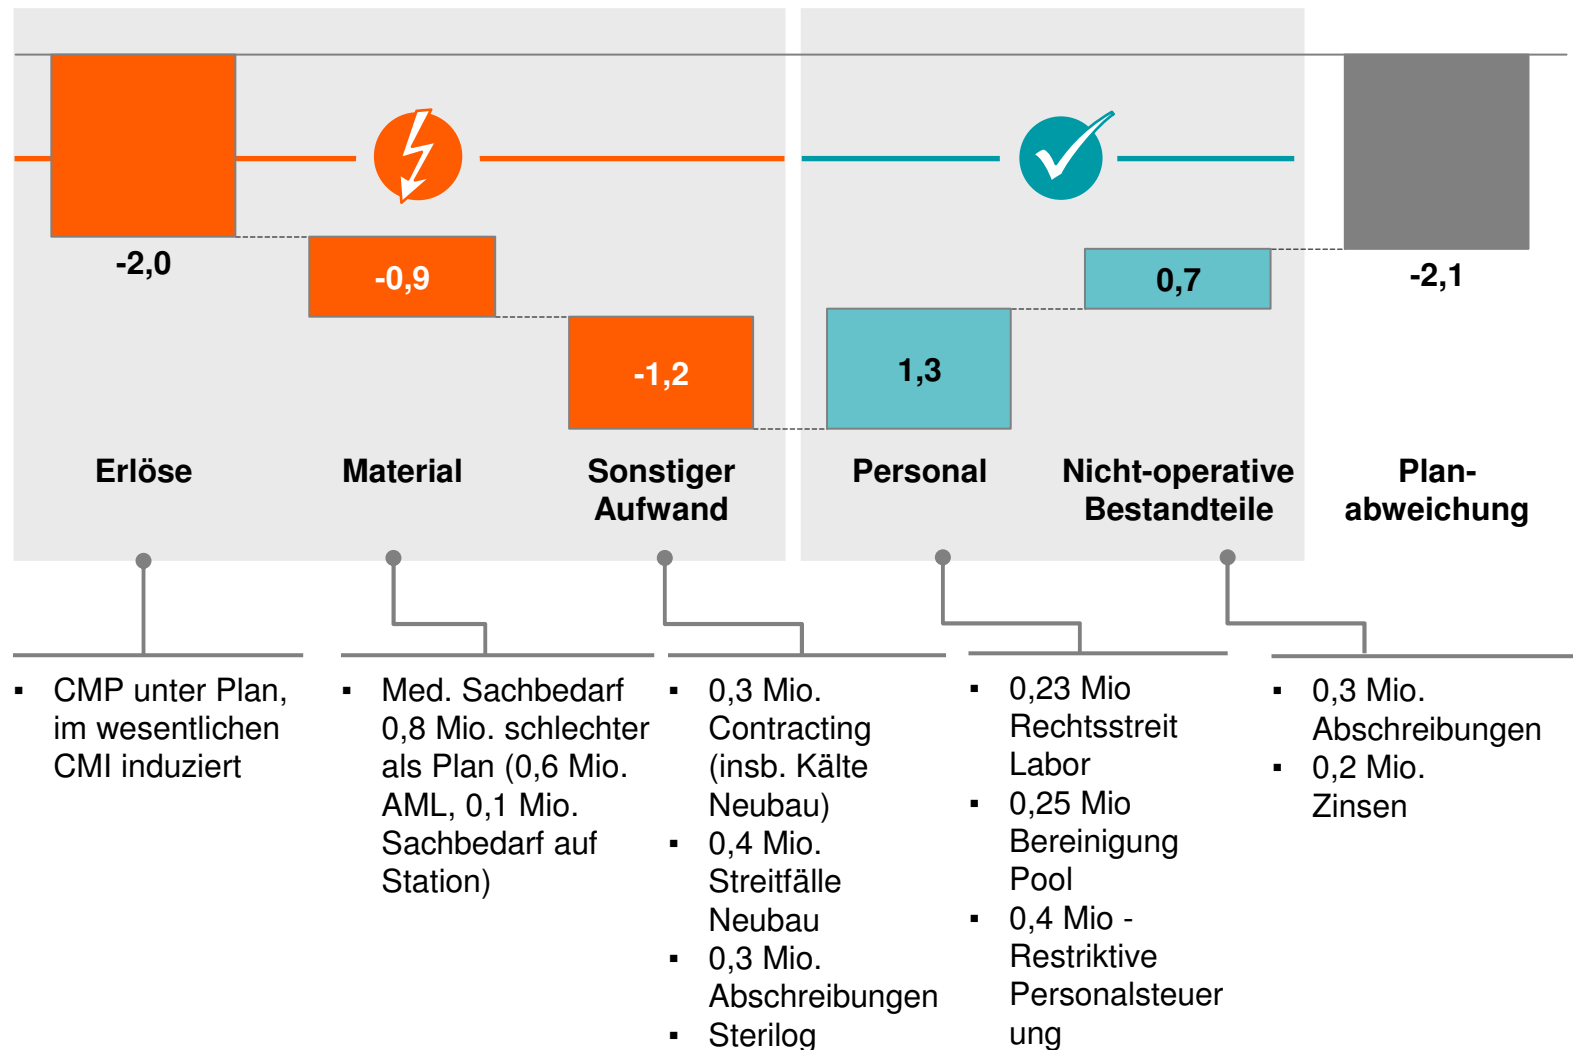 -2,0
-0,9
-1,2
1,3
0,7
-2,1
Erlöse
Material
Sonstiger
Aufwand
Personal
Nicht-operative
Bestandteile
Plan-
abweichung
▪ CMP unter Plan,
im wesentlichen
CMI induziert
▪ Med. Sachbedarf
0,8 Mio. schlechter
als Plan (0,6 Mio.
AML, 0,1 Mio.
Sachbedarf auf
Station)
▪ 0,3 Mio.
Contracting
(insb. Kälte
Neubau)
▪ 0,4 Mio.
Streitfälle
Neubau
▪ 0,3 Mio.
Abschreibungen
▪ Sterilog
▪ 0,23 Mio
Rechtsstreit
Labor
▪ 0,25 Mio
Bereinigung
Pool
▪ 0,4 Mio -
Restriktive
Personalsteuer
ung
▪ 0,3 Mio.
Abschreibungen
▪ 0,2 Mio.
Zinsen